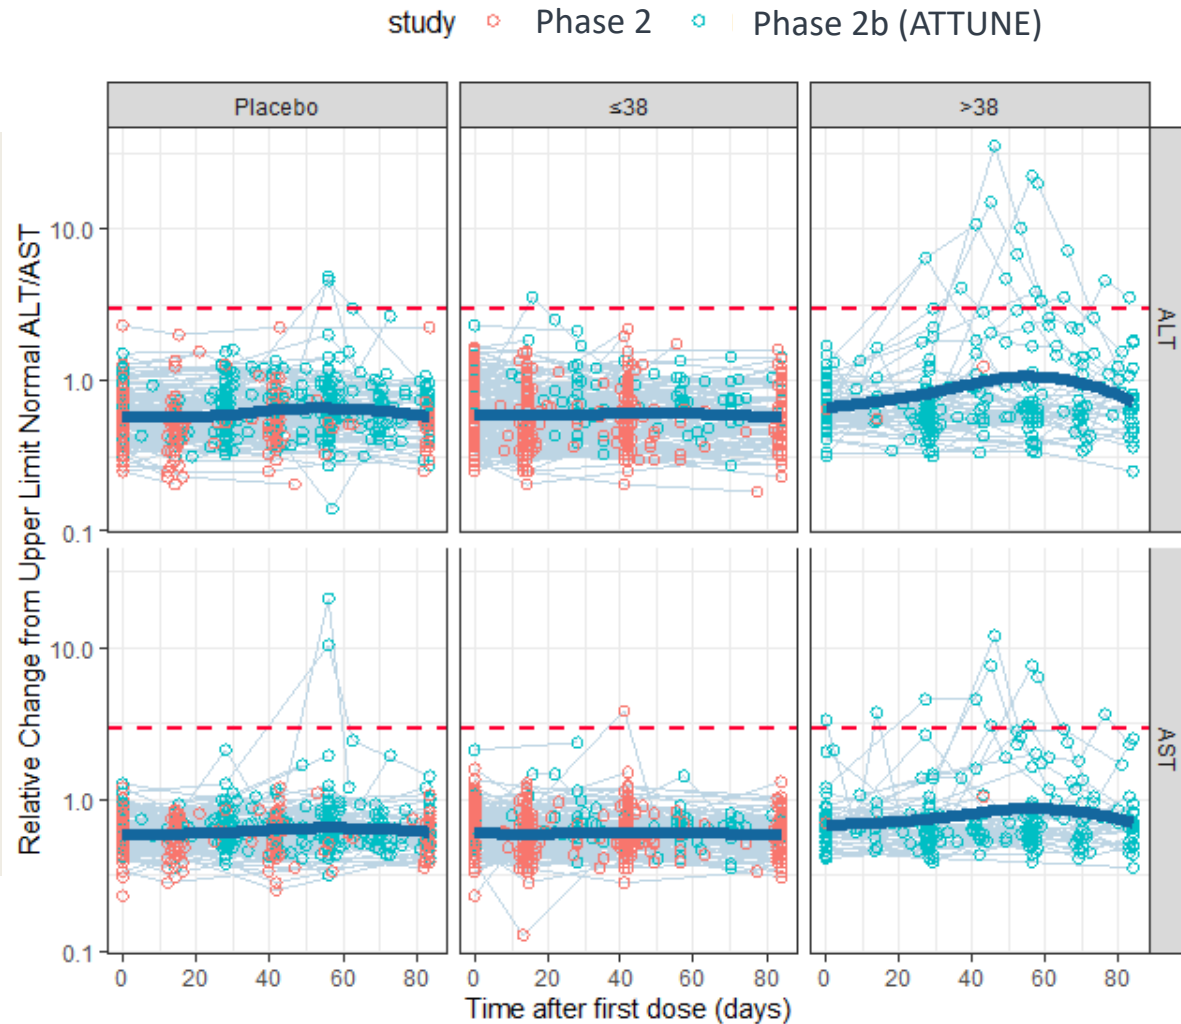 study Phase 2 Phase 2b (ATTUNE)
Placebo ≤38 >38
Relative Change from Upper Limit Normal ALT/AST
10.0
1.0
0.1
ALT
10.0
1.0
0.1
AST
0 20 40 60 80 0 20 40 60 80 0 20 40 60 80
Time after first dose (days)